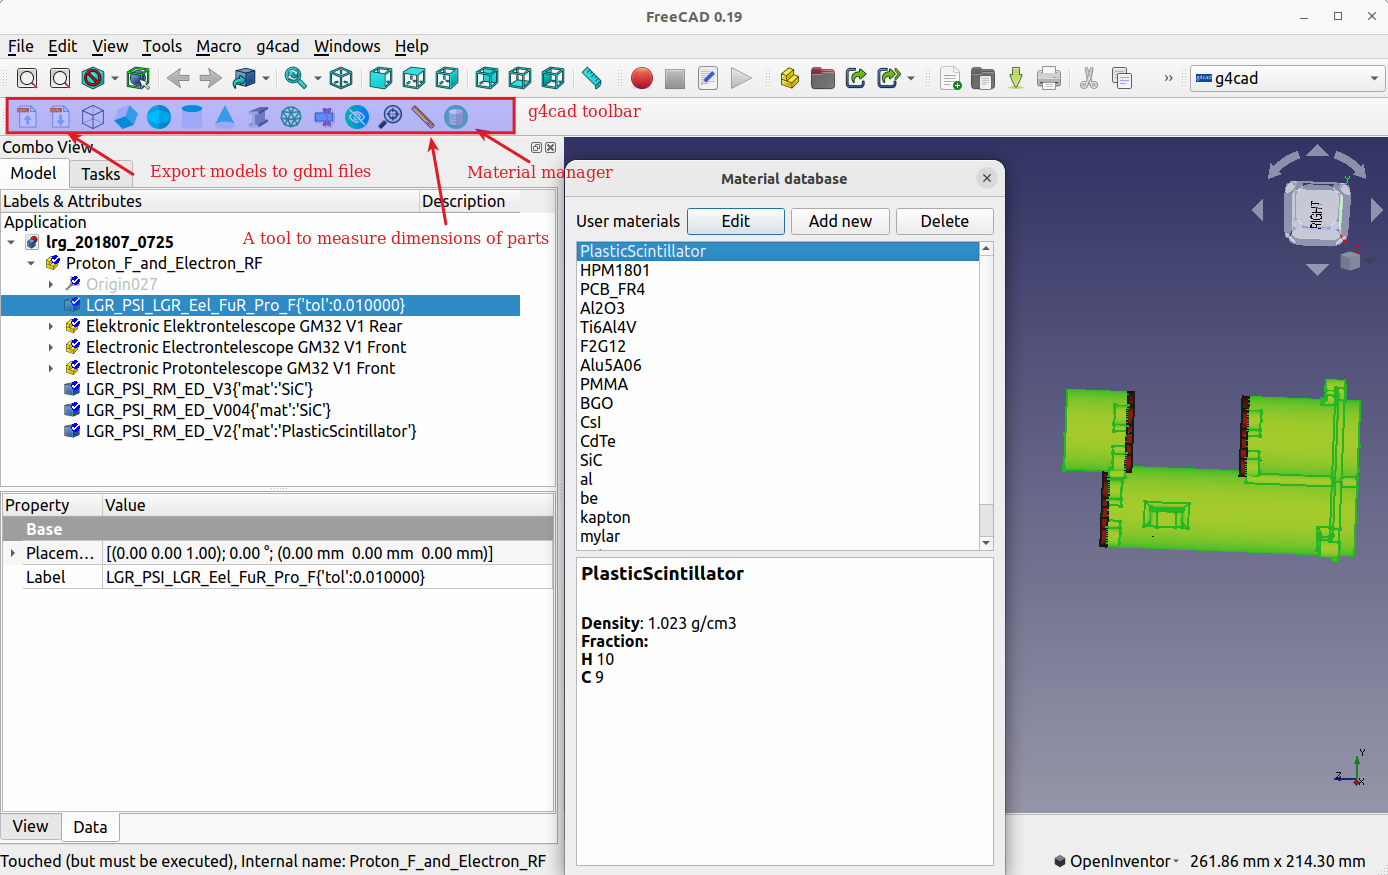 FreeCAD 0.19
File Edit View Tools Macro g4cad Windows Help
g4cad
g4cad toolbar
Combo View
Export models to gdml files
Material manager
A tool to measure dimensions of parts
Model Tasks
Labels & Attributes Description
Application
lrg_201807_0725
Proton_F_and_Electron_RF
Origin027
LGR_PSI_LGR_Eel_FuR_Pro_F{'tol':0.010000}
Elektronic Elektrontelescope GM32 V1 Rear
Electronic Electrontelescope GM32 V1 Front
Electronic Protontelescope GM32 V1 Front
LGR_PSI_RM_ED_V3{'mat':'SiC'}
LGR_PSI_RM_ED_V004{'mat':'SiC'}
LGR_PSI_RM_ED_V2{'mat':'PlasticScintillator'}
Property Value
Base
Placem... [(0.00 0.00 1.00); 0.00 °; (0.00 mm 0.00 mm 0.00 mm)]
Label LGR_PSI_LGR_Eel_FuR_Pro_F{'tol':0.010000}
View Data
Touched (but must be executed), Internal name: Proton_F_and_Electron_RF
Material database
User materials Edit Add new Delete
PlasticScintillator
HPM1801
PCB_FR4
Al2O3
Ti6Al4V
F2G12
Alu5A06
PMMA
BGO
CsI
CdTe
SiC
al
be
kapton
mylar
PlasticScintillator
Density: 1.023 g/cm3
Fraction:
H 10
C 9
Y
RIGHT
Y
Z
X
OpenInventor 261.86 mm x 214.30 mm